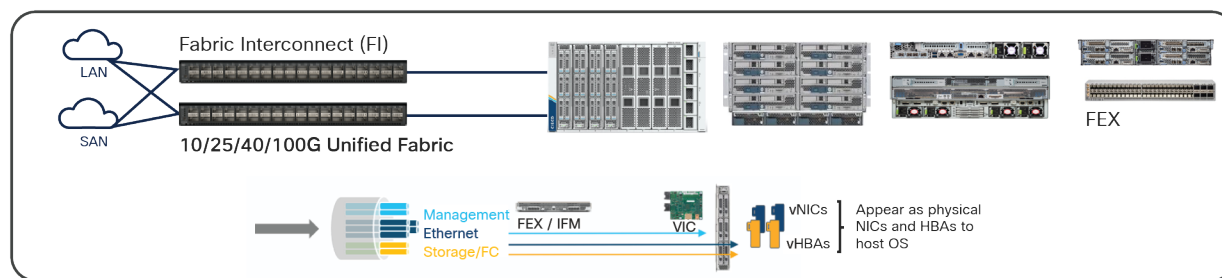 LAN
SAN
Fabric Interconnect (FI)
10/25/40/100G Unified Fabric
FEX
Management
Ethernet
Storage/FC
FEX / IFM
VIC
vNICs
vHBAs
Appear as physical
NICs and HBAs to
host OS